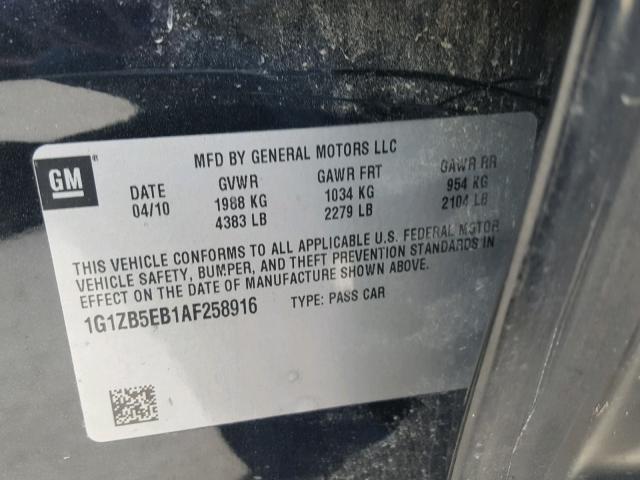 GM ®
MFD BY GENERAL MOTORS LLC
DATE GVWR GAWR FRT GAWR RR
04/10 1988 KG 1034 KG 954 KG
4383 LB 2279 LB 2104 LB
THIS VEHICLE CONFORMS TO ALL APPLICABLE U.S. FEDERAL MOTOR
VEHICLE SAFETY, BUMPER, AND THEFT PREVENTION STANDARDS IN
EFFECT ON THE DATE OF MANUFACTURE SHOWN ABOVE.
1G1ZB5EB1AF258916 TYPE: PASS CAR